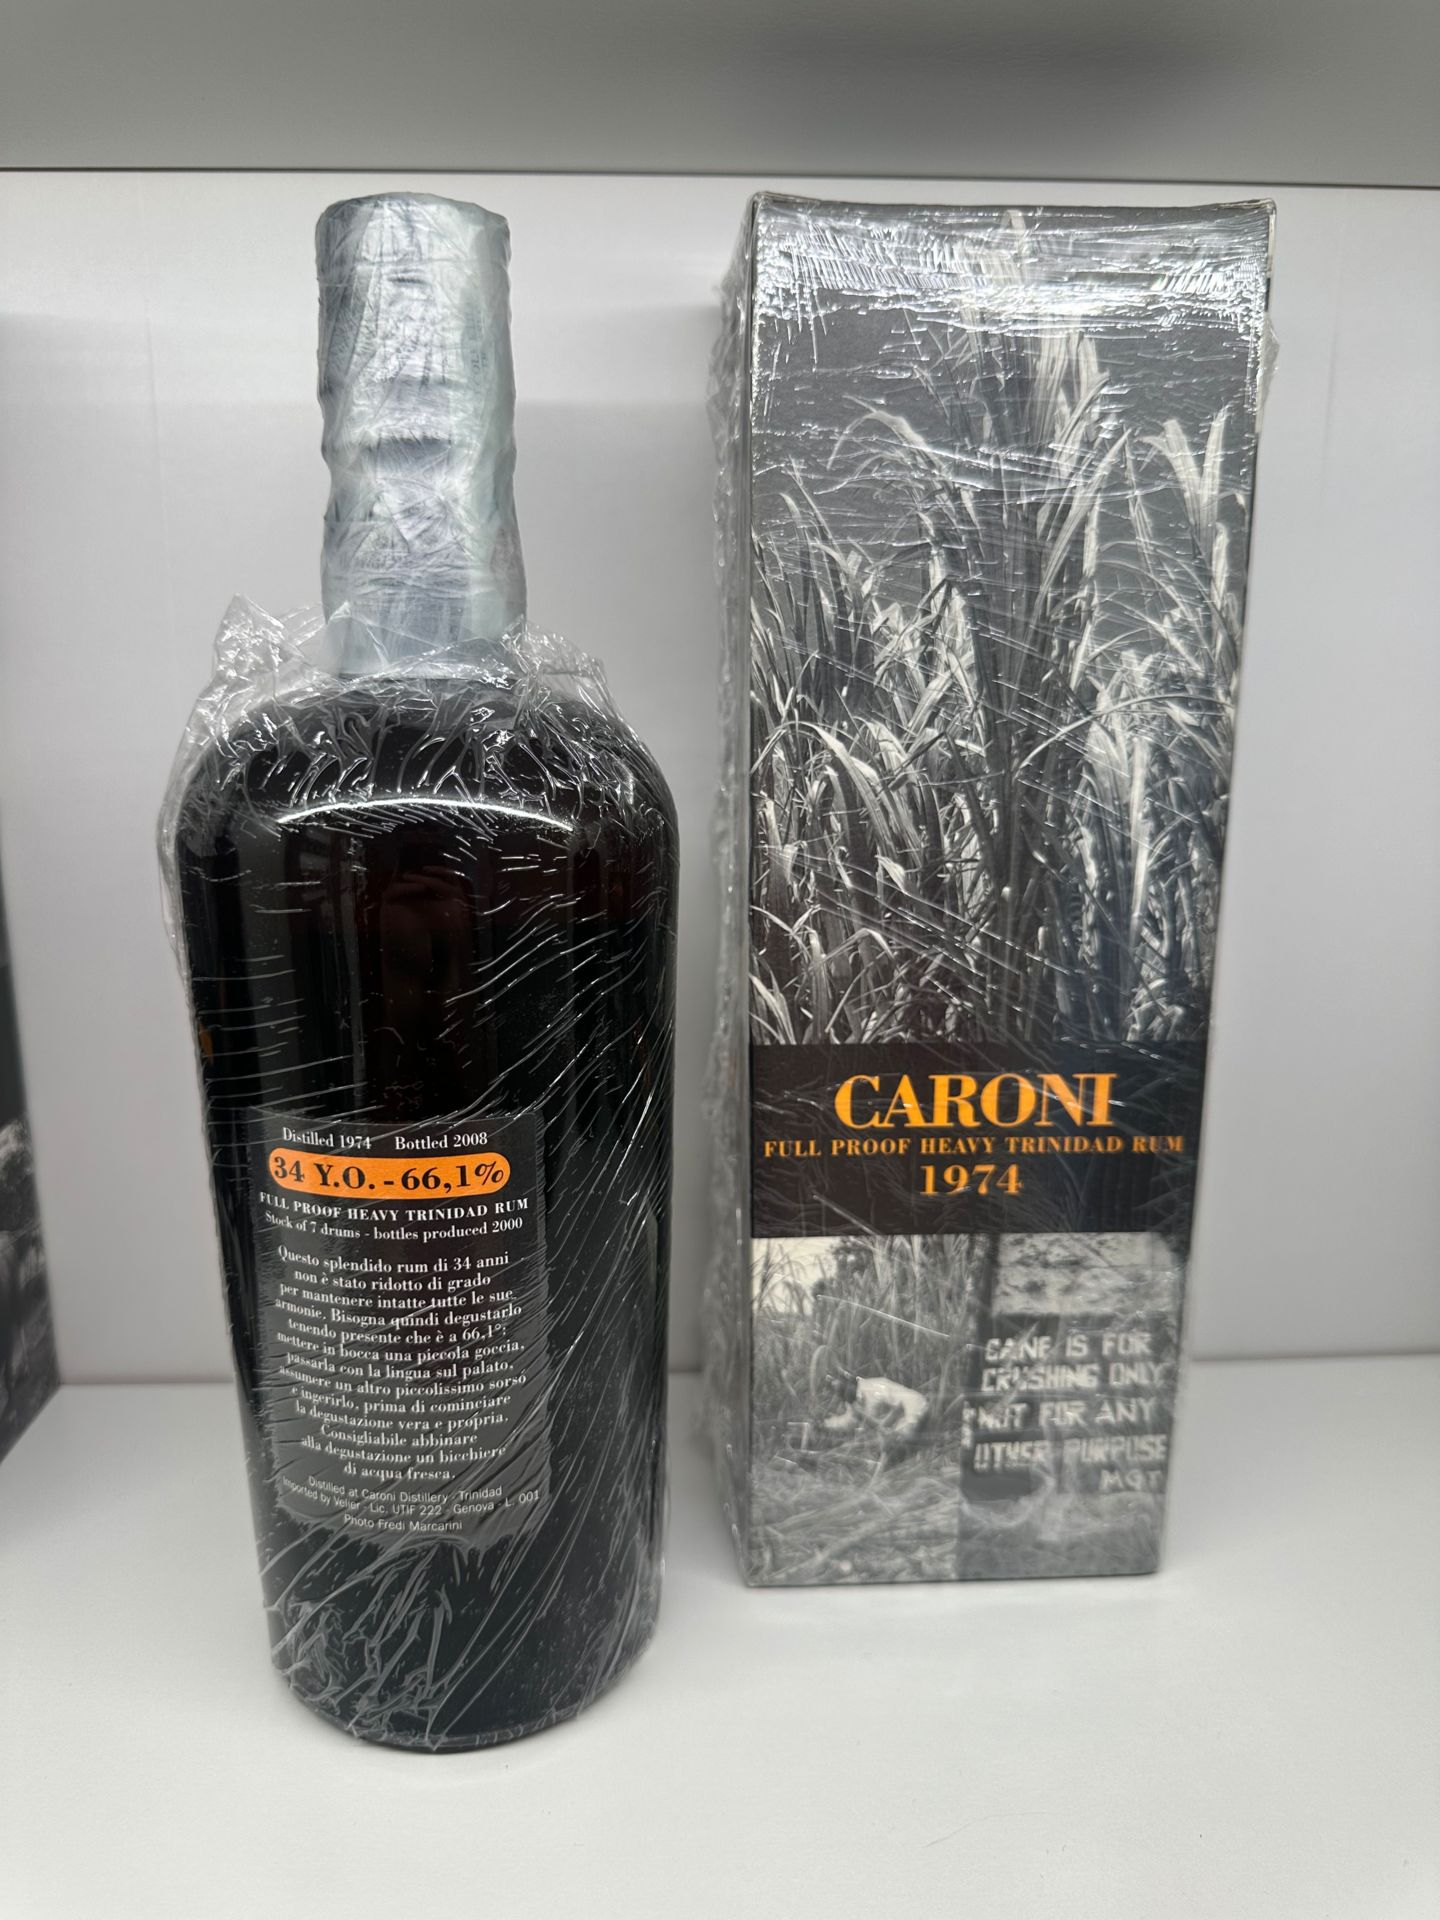 Distilled 1974 Bottled 2008
34 Y.O. - 66,1%
FULL PROOF HEAVY TRINIDAD RUM
Stock of 7 drums - bottles produced 2000
Questo splendido rum di 34 anni
non è stato ridotto di grado
per mantenere intatte tutte le sue
armonie. Bisogna quindi degustarlo
tenendo presente che è a 66,1°:
mettere in bocca una piccola goccia,
passarla con la lingua sul palato,
assumere un altro piccolissimo sorso
e ingerirlo, prima di cominciare
la degustazione vera e propria.
Consigliabile abbinare
alla degustazione un bicchiere
di acqua fresca.
Distilled at Caroni Distillery - Trinidad
Imported by Velier - Lic. UTIF 222 - Genova - L. 001
Photo Fredi Marcarini
CARONI
FULL PROOF HEAVY TRINIDAD RUM
1974
CANE IS FOR
CRUSHING ONLY
NOT FOR ANY
OTHER PURPOSE
MGT